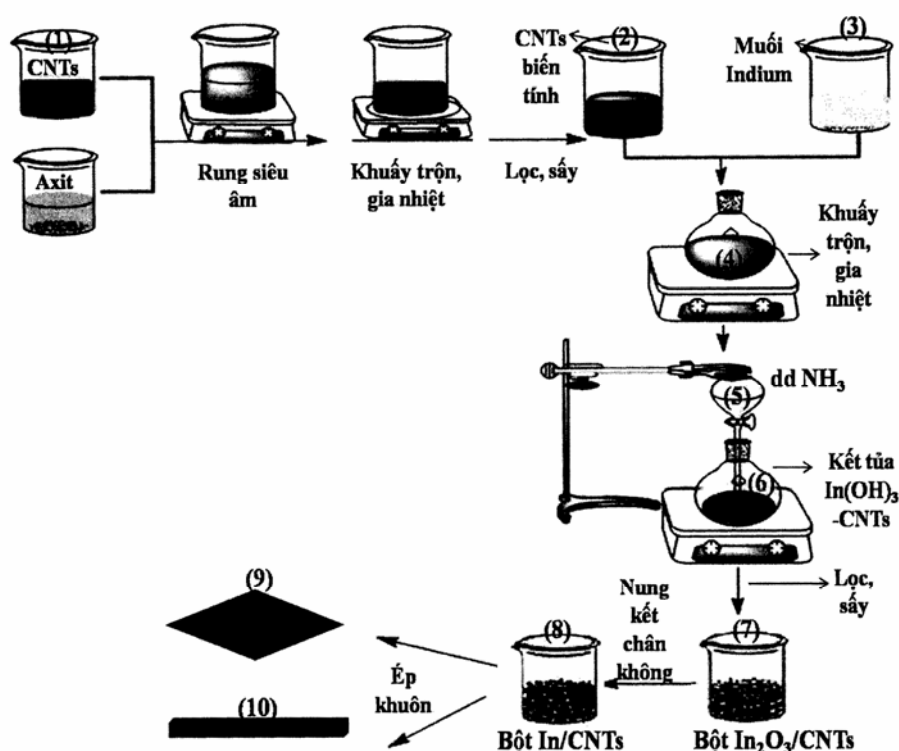 (1)
CNTs
Axit
Rung siêu
âm
Khuấy trộn,
gia nhiệt
Lọc, sấy
CNTs
biến
tính
(2)
Muối
Indium
(3)
(4)
Khuấy
trộn,
gia
nhiệt
dd NH₃
(5)
(6)
Kết tủa
In(OH)₃
-CNTs
Lọc,
sấy
(7)
Bột In₂O₃/CNTs
Nung
kết
chân
không
(8)
Bột In/CNTs
Ép
khuôn
(9)
(10)